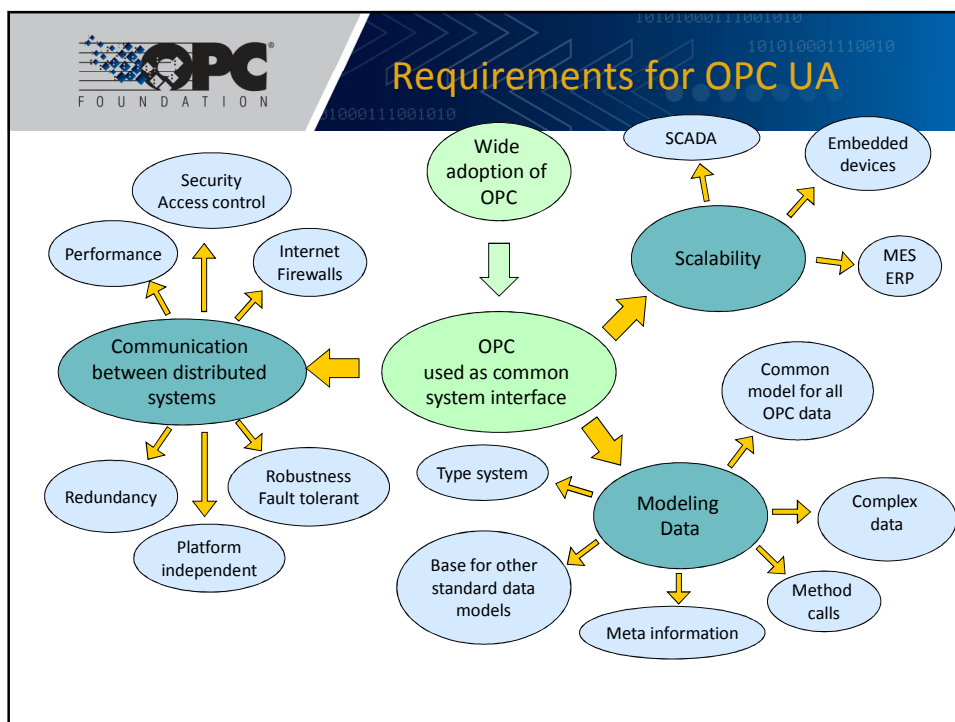 10101000111001010
101010001110010
OPC®
FOUNDATION
Requirements for OPC UA
01000111001010
Wide
adoption of
OPC
SCADA
Embedded
devices
Security
Access control
Performance
Internet
Firewalls
Scalability
MES
ERP
Communication
between distributed
systems
OPC
used as common
system interface
Common
model for all
OPC data
Type system
Redundancy
Robustness
Fault tolerant
Modeling
Data
Complex
data
Platform
independent
Base for other
standard data
models
Method
calls
Meta information